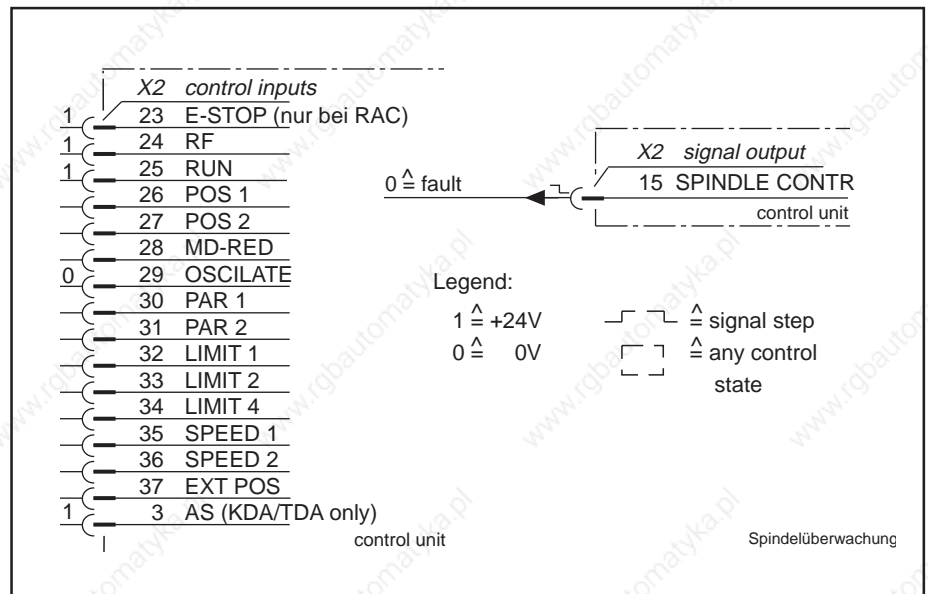 X2 control inputs
1 23 E-STOP (nur bei RAC)
1 24 RF
1 25 RUN
26 POS 1
27 POS 2
28 MD-RED
0 29 OSCILATE
30 PAR 1
31 PAR 2
32 LIMIT 1
33 LIMIT 2
34 LIMIT 4
35 SPEED 1
36 SPEED 2
37 EXT POS
1 3 AS (KDA/TDA only)
control unit
X2 signal output
0 ≙ fault
15 SPINDLE CONTR
control unit
Legend:
1 ≙ +24V
≙ signal step
0 ≙ 0V
≙ any control
state
Spindelüberwachung
www.rgbautomatyka.pl